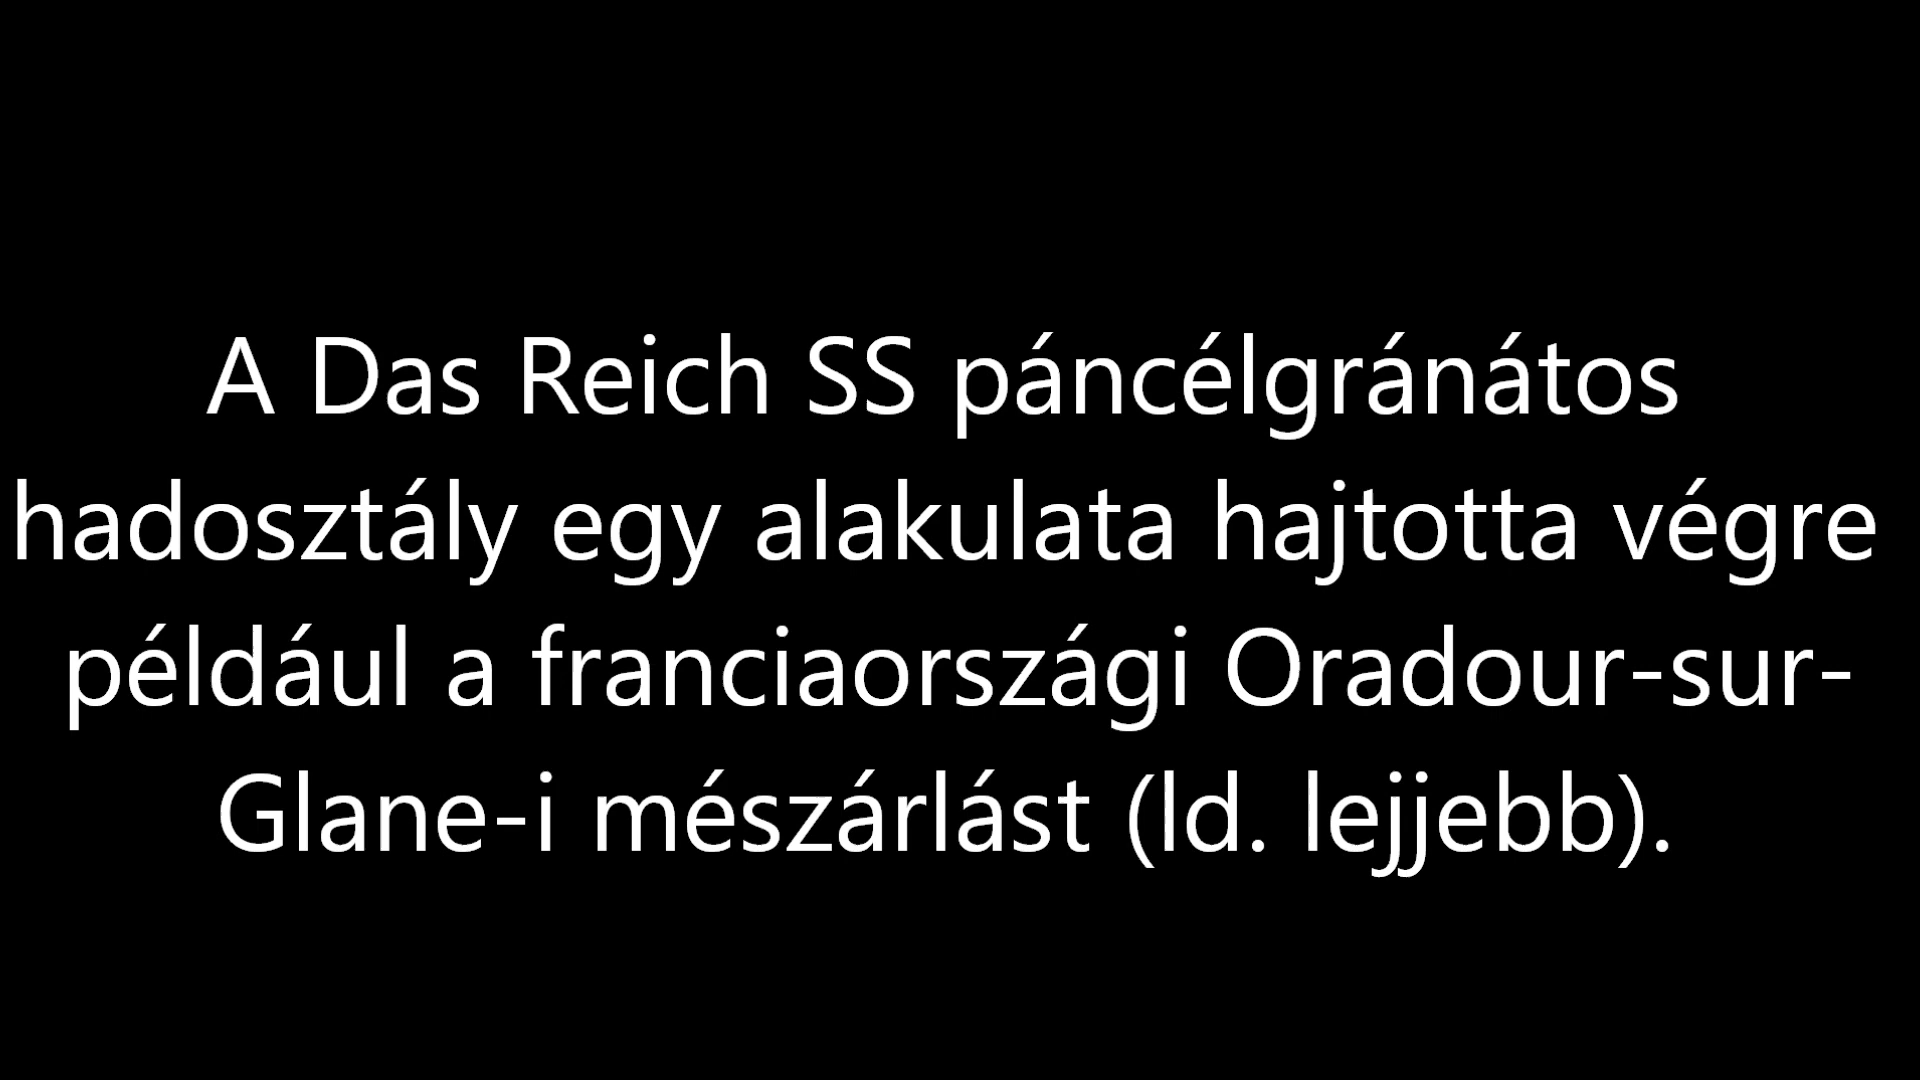 A Das Reich SS páncélgránátos
hadosztály egy alakulata hajtotta végre
például a franciaországi Oradour-sur-
Glane-i mészárlást (ld. lejjebb).